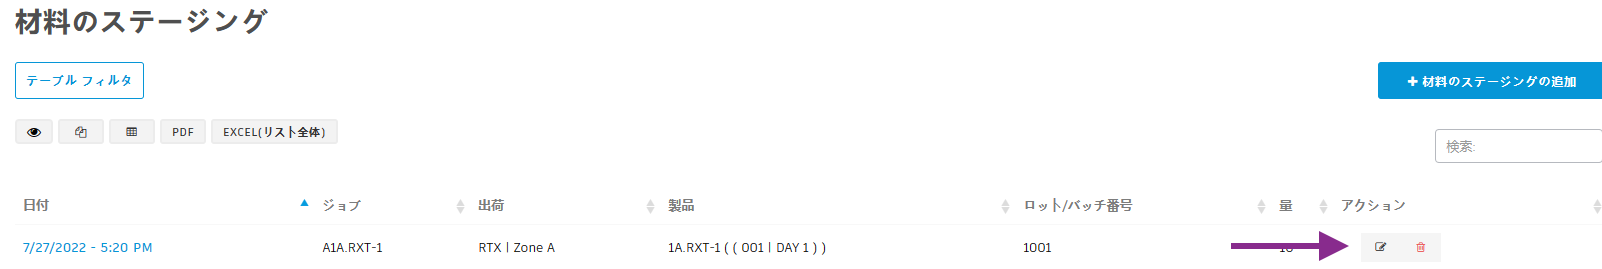 材料のステージング
テーブル フィルタ
材料のステージングの追加
PDF EXCEL(リスト全体)
検索:
日付 ジョブ 出荷 製品 ロット/バッチ番号 量 アクション
7/27/2022 - 5:20 PM A1A.RXT-1 RTX | Zone A 1A.RXT-1 ( ( 001 | DAY 1 ) ) 1001